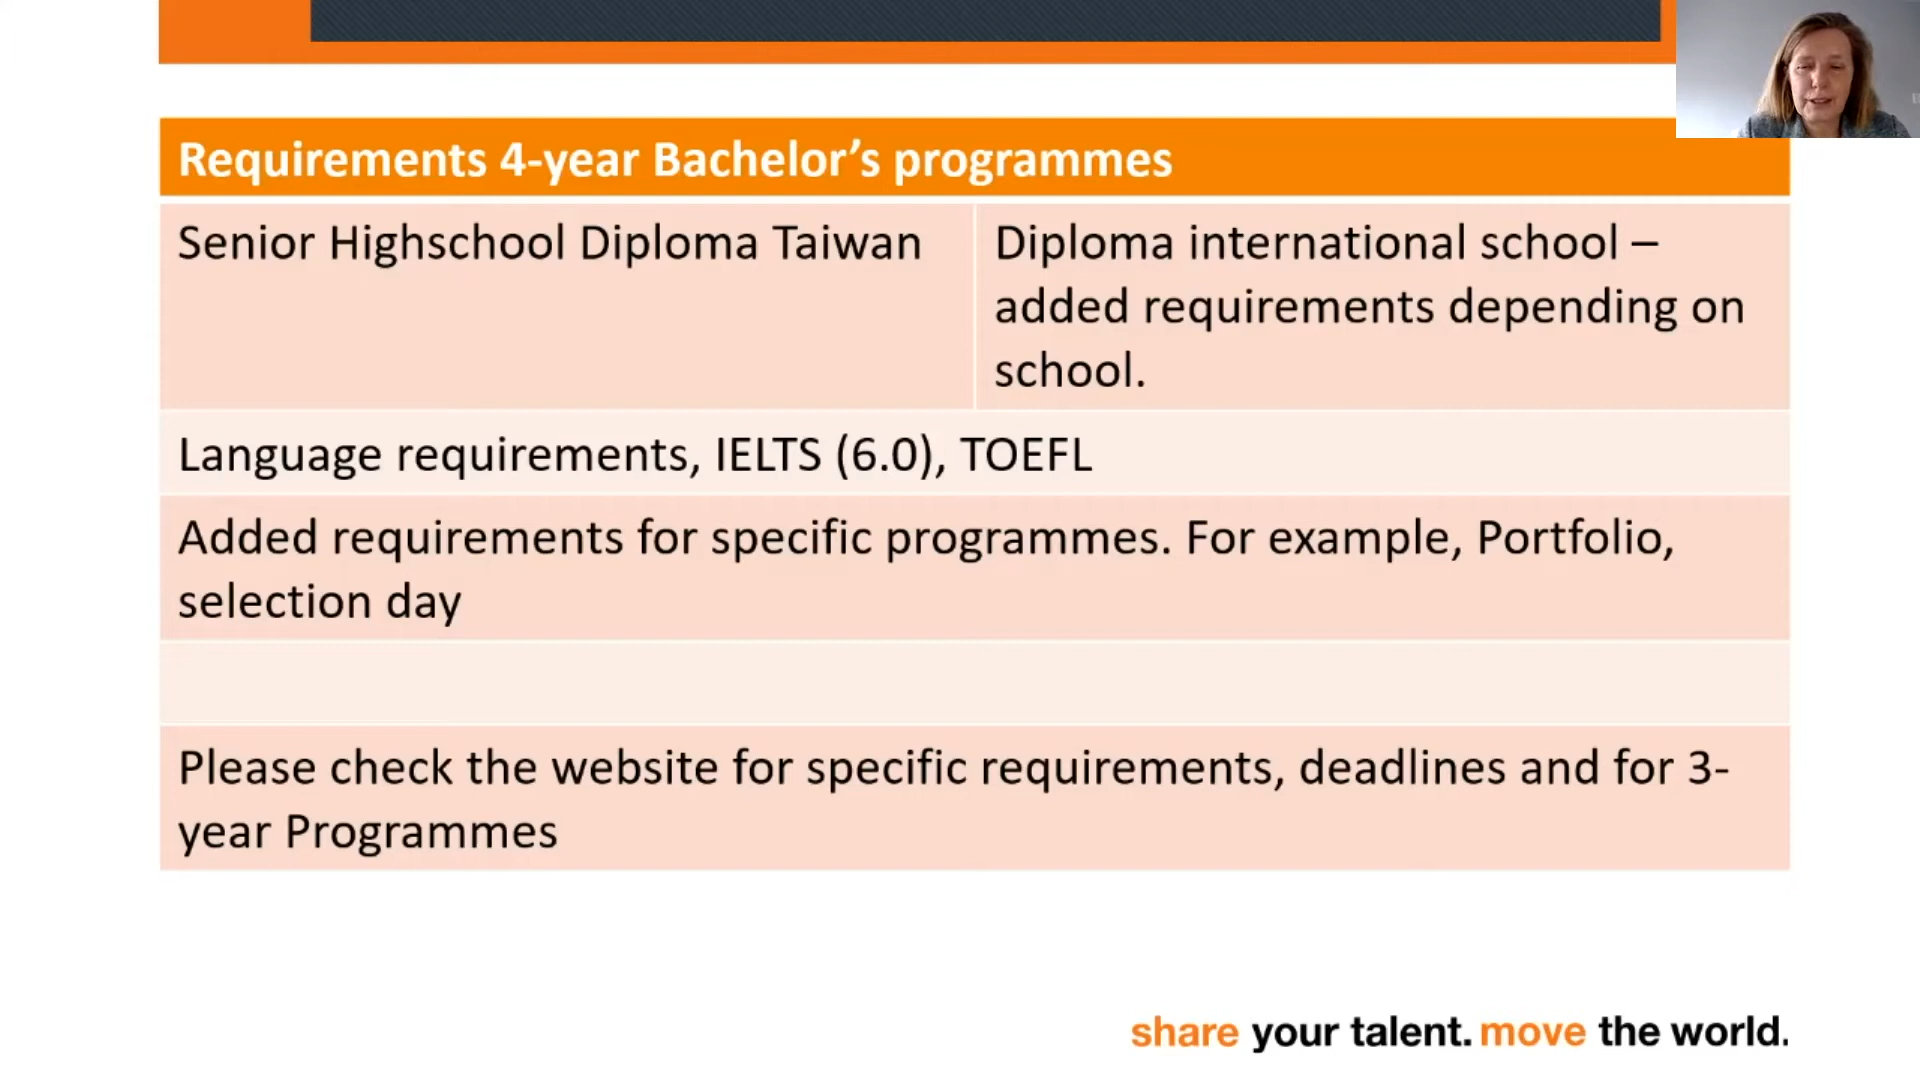 Requirements 4-year Bachelor’s programmes
Senior Highschool Diploma Taiwan
Diploma international school –
added requirements depending on
school.
Language requirements, IELTS (6.0), TOEFL
Added requirements for specific programmes. For example, Portfolio,
selection day
Please check the website for specific requirements, deadlines and for 3-
year Programmes
share your talent. move the world.